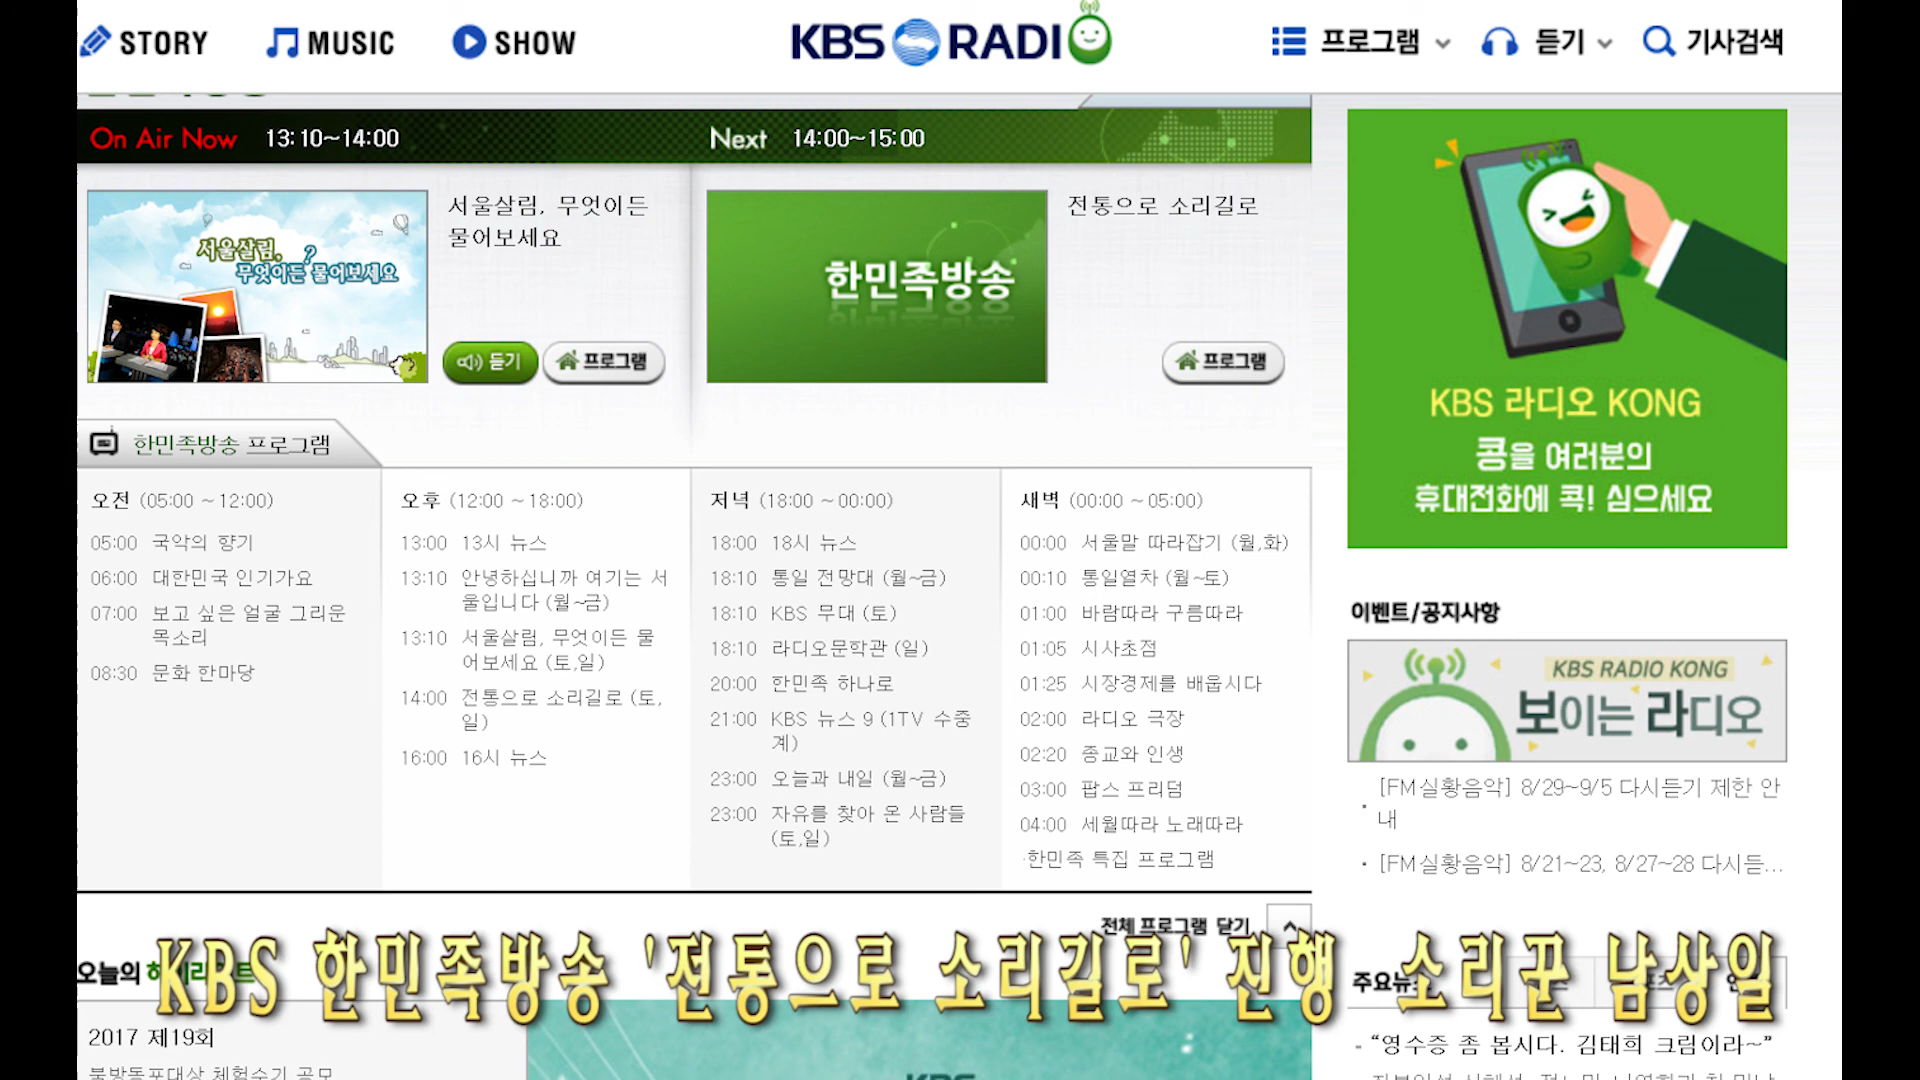 STORY MUSIC SHOW KBS RADIO 프로그램 듣기 기사검색
On Air Now 13:10~14:00 Next 14:00~15:00
서울살림, 무엇이든
물어보세요
서울살림,
무엇이든 물어보세요?
듣기 프로그램
전통으로 소리길로
한민족방송
프로그램
KBS 라디오 KONG
콩을 여러분의
휴대전화에 콕! 심으세요
한민족방송 프로그램
오전 (05:00 ~ 12:00)
05:00 국악의 향기
06:00 대한민국 인기가요
07:00 보고 싶은 얼굴 그리운
목소리
08:30 문화 한마당
오후 (12:00 ~ 18:00)
13:00 13시 뉴스
13:10 안녕하십니까 여기는 서
울입니다 (월~금)
13:10 서울살림, 무엇이든 물
어보세요 (토,일)
14:00 전통으로 소리길로 (토,
일)
16:00 16시 뉴스
저녁 (18:00 ~ 00:00)
18:00 18시 뉴스
18:10 통일 전망대 (월~금)
18:10 KBS 무대 (토)
18:10 라디오문학관 (일)
20:00 한민족 하나로
21:00 KBS 뉴스 9 (1TV 수중
계)
23:00 오늘과 내일 (월~금)
23:00 자유를 찾아 온 사람들
(토,일)
새벽 (00:00 ~ 05:00)
00:00 서울말 따라잡기 (월,화)
00:10 통일열차 (월~토)
01:00 바람따라 구름따라
01:05 시사초점
01:25 시장경제를 배웁시다
02:00 라디오 극장
02:20 종교와 인생
03:00 팝스 프리덤
04:00 세월따라 노래따라
·한민족 특집 프로그램
이벤트/공지사항
KBS RADIO KONG
보이는 라디오
· [FM실황음악] 8/29~9/5 다시듣기 제한 안
내
· [FM실황음악] 8/21~23, 8/27~28 다시듣...
전체 프로그램 닫기
오늘의
주요뉴스
KBS 한민족방송 '전통으로 소리길로' 진행 소리꾼 남상일
2017 제19회
북방동포대상 체험수기 공모
KBS
- “영수증 좀 봅시다. 김태희 크림이라~”